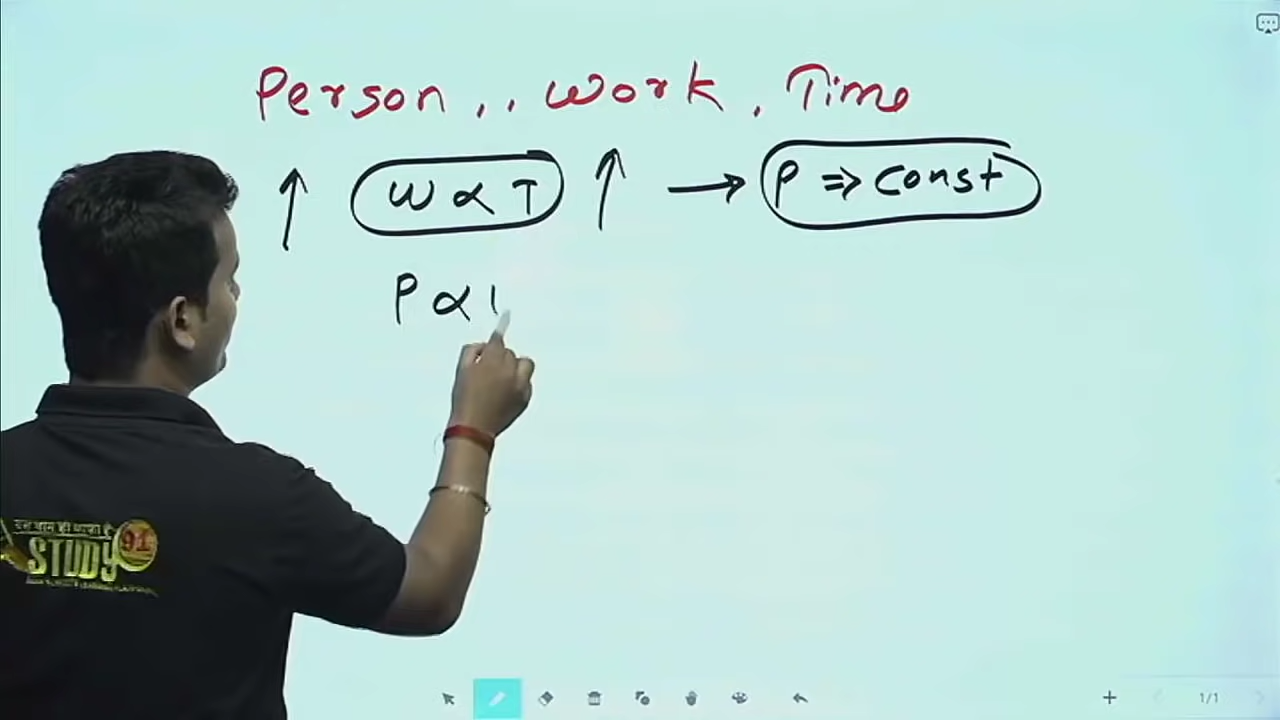 Person, , Work, Time
↑ W ∝ T ↑ → P ⇒ Const
P ∝ 1
STUDY 91
1/1